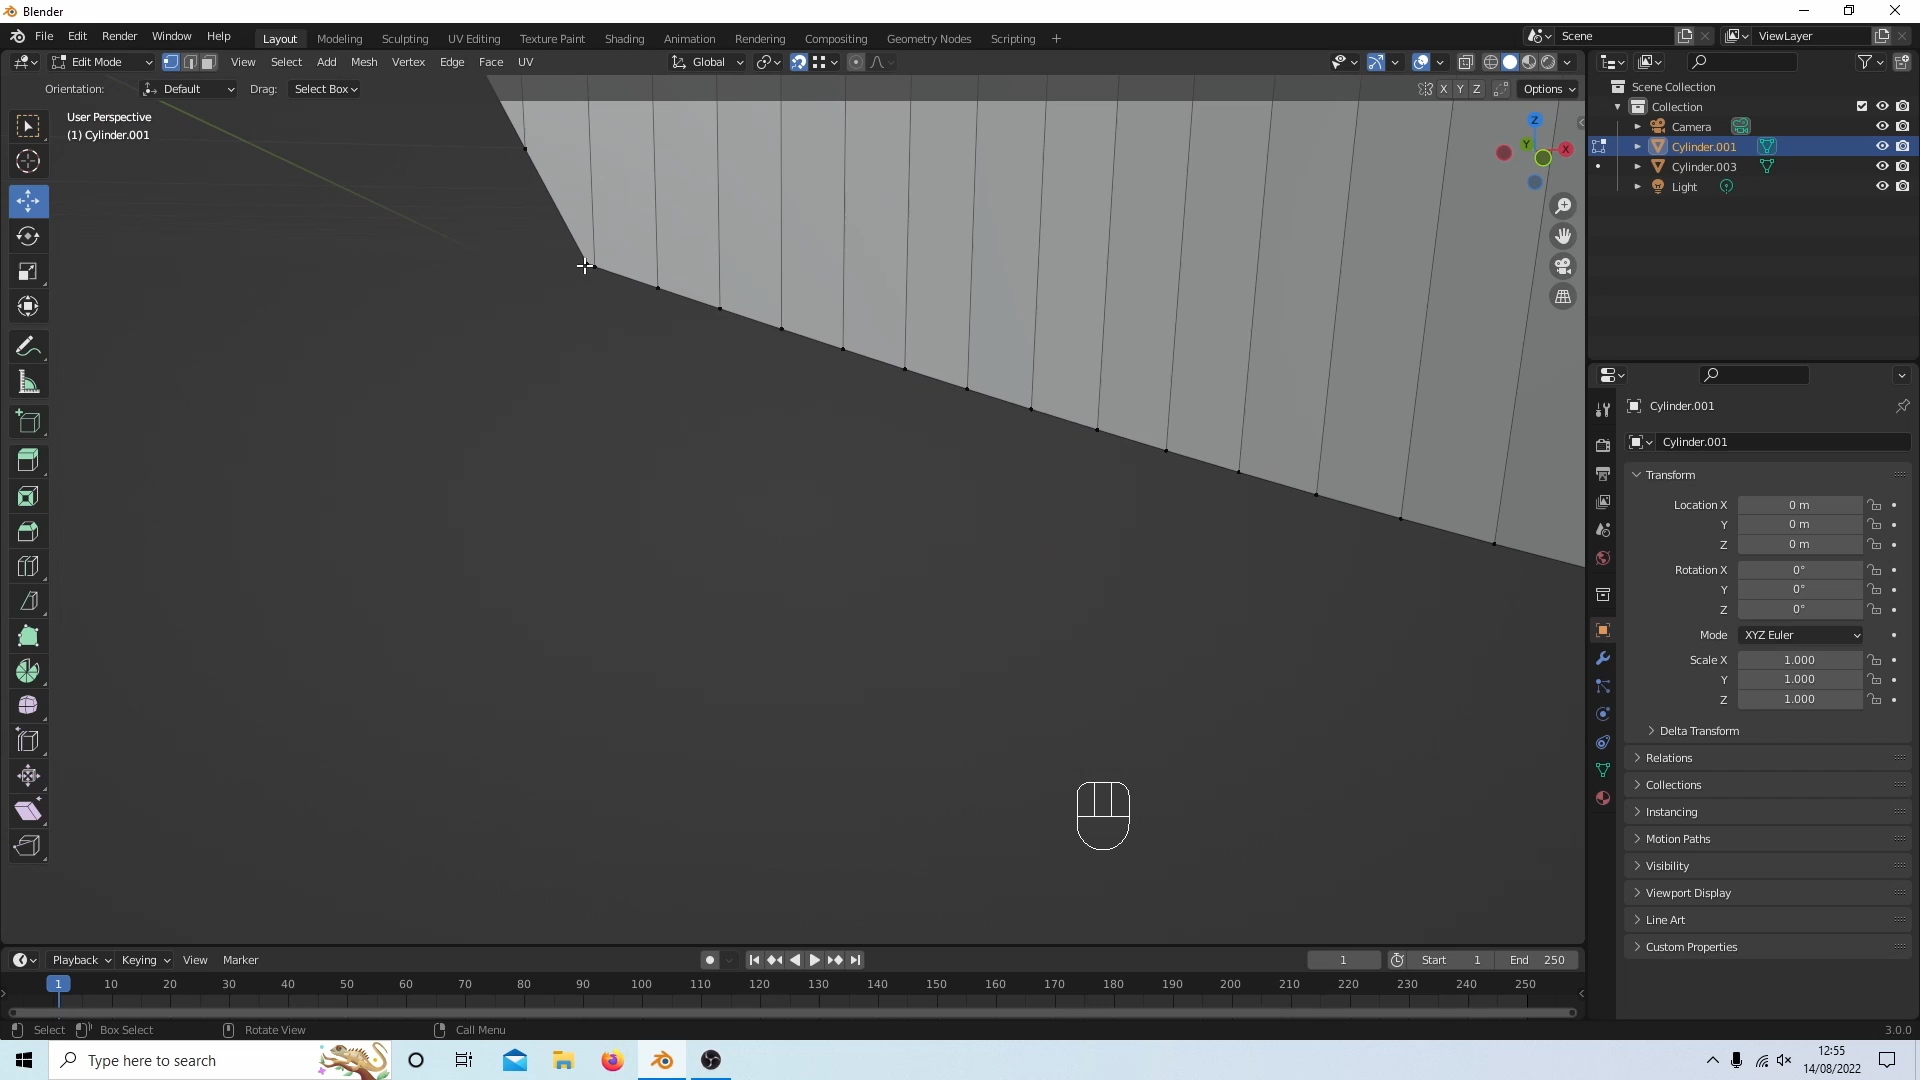 Blender
File Edit Render Window Help Layout Modeling Sculpting UV Editing Texture Paint Shading Animation Rendering Compositing Geometry Nodes Scripting + Scene ViewLayer
Edit Mode View Select Add Mesh Vertex Edge Face UV Global
Orientation: Default Drag: Select Box X Y Z Options
User Perspective
(1) Cylinder.001
Z
Y
X
Scene Collection
Collection
Camera
Cylinder.001
Cylinder.003
Light
Cylinder.001
Cylinder.001
Transform
Location X 0 m
Y 0 m
Z 0 m
Rotation X 0°
Y 0°
Z 0°
Mode XYZ Euler
Scale X 1.000
Y 1.000
Z 1.000
Delta Transform
Relations
Collections
Instancing
Motion Paths
Visibility
Viewport Display
Line Art
Custom Properties
Playback Keying View Marker 1 Start 1 End 250
1 10 20 30 40 50 60 70 80 90 100 110 120 130 140 150 160 170 180 190 200 210 220 230 240 250
Select Box Select Rotate View Call Menu 3.0.0
Type here to search
12:55
14/08/2022